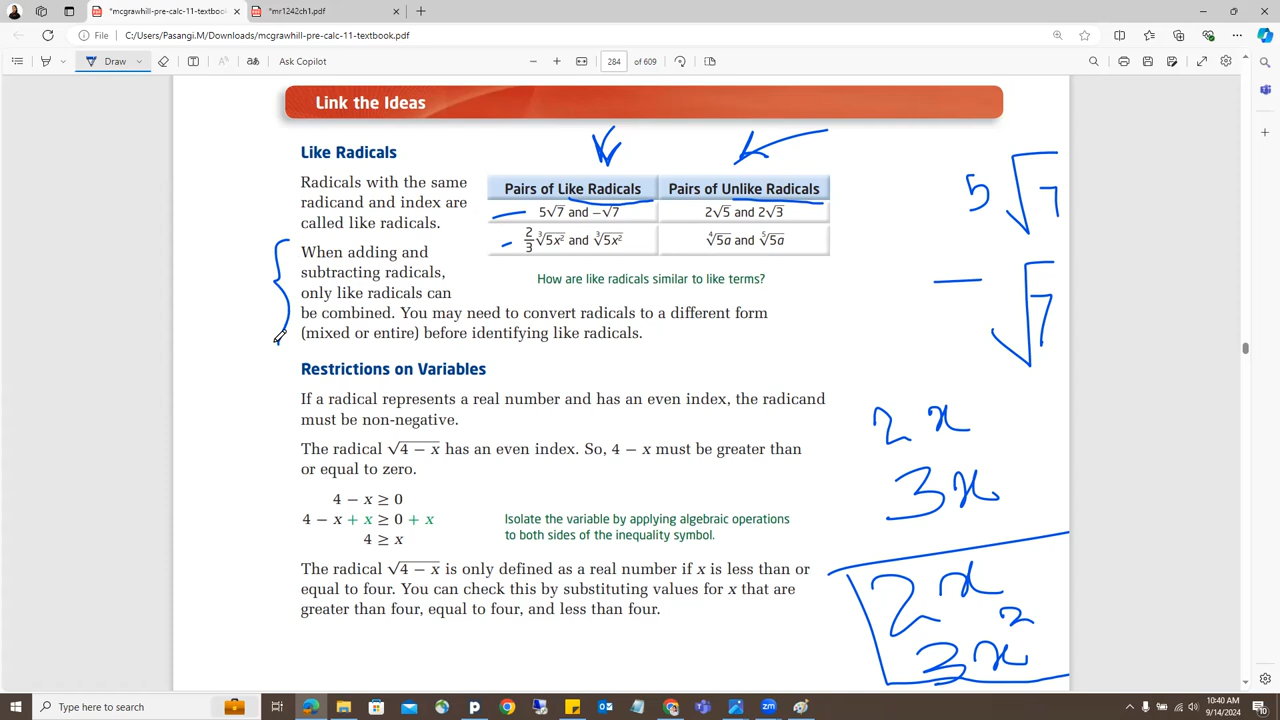 *mcgrawhill-pre-calc-11-textbook
*mr1242ch1.pdf
File
C:/Users/Pasangi.M/Downloads/mcgrawhill-pre-calc-11-textbook.pdf
Draw
Ask Copilot
284 of 609
Link the Ideas
Like Radicals
Radicals with the same
radicand and index are
called like radicals.
Pairs of Like Radicals Pairs of Unlike Radicals
5√7 and −√7 2√5 and 2√3
2/3 ∛5x² and ∛5x² ∜5a and ⁵√5a
When adding and
subtracting radicals,
only like radicals can
be combined. You may need to convert radicals to a different form
(mixed or entire) before identifying like radicals.
How are like radicals similar to like terms?
Restrictions on Variables
If a radical represents a real number and has an even index, the radicand
must be non-negative.
The radical √4 − x has an even index. So, 4 − x must be greater than
or equal to zero.
4 − x ≥ 0
4 − x + x ≥ 0 + x
4 ≥ x
Isolate the variable by applying algebraic operations
to both sides of the inequality symbol.
The radical √4 − x is only defined as a real number if x is less than or
equal to four. You can check this by substituting values for x that are
greater than four, equal to four, and less than four.
5√7
−√7
2x
3x
2x
3x²
Type here to search
10:40 AM
9/14/2024